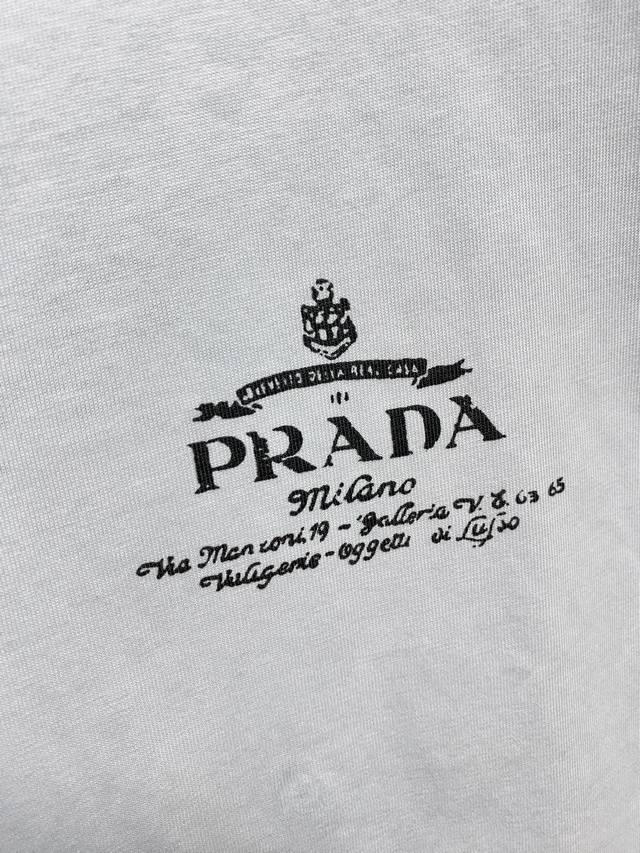 PRADA
Milano
Via Manzoni, 19 - Galleria V. E. 63 65
Valigerie - Oggetti di Lusso